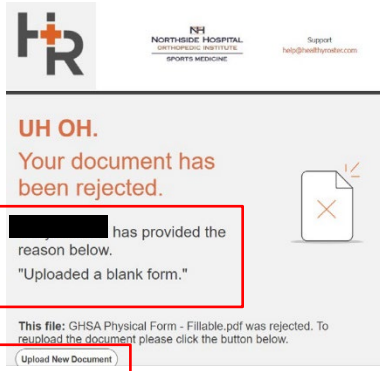 H+R
NH
NORTHSIDE HOSPITAL
ORTHOPEDIC INSTITUTE
SPORTS MEDICINE
Support
help@healthyroster.com
UH OH.
Your document has
been rejected.
has provided the
reason below.
"Uploaded a blank form."
This file: GHSA Physical Form - Fillable.pdf was rejected. To
reupload the document please click the button
below.
Upload New Document